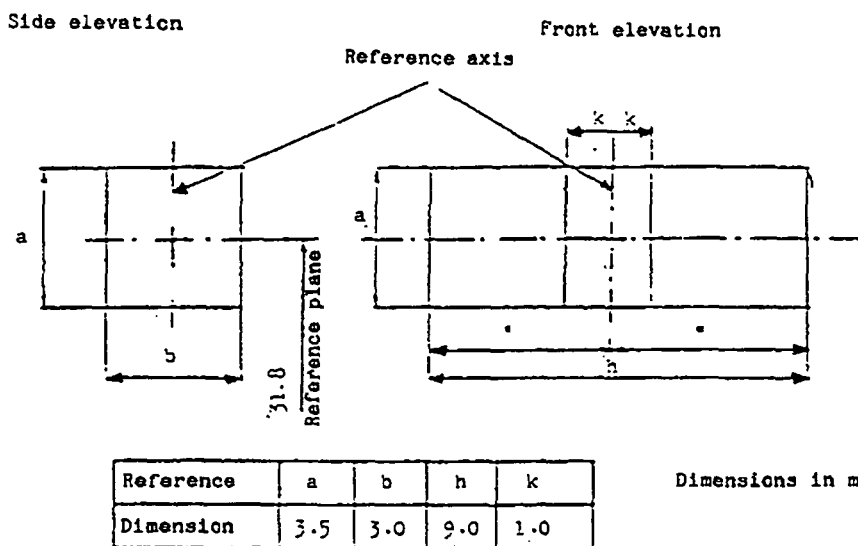 Side elevation
Front elevation
Reference axis
k k
a
a
b
h
31.8
Reference plane
Reference a b h k
Dimensions in m
Dimension 3.5 3.0 9.0 1.0